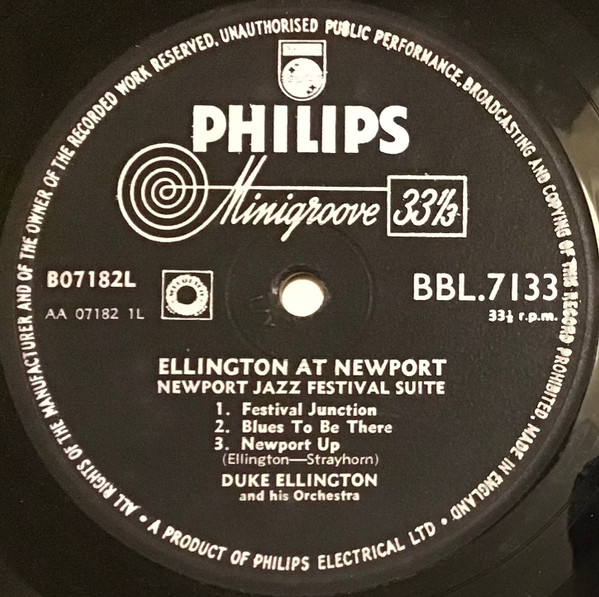 ALL RIGHTS OF THE MANUFACTURER AND OF THE OWNER OF THE RECORDED WORK RESERVED, UNAUTHORISED PUBLIC PERFORMANCE, BROADCASTING AND COPYING OF THIS RECORD PROHIBITED. MADE IN ENGLAND.
PHILIPS
Minigroove 33⅓
B07182L
AA 07182 1L
BBL.7133
33⅓ r.p.m.
ELLINGTON AT NEWPORT
NEWPORT JAZZ FESTIVAL SUITE
1. Festival Junction
2. Blues To Be There
3. Newport Up
(Ellington—Strayhorn)
DUKE ELLINGTON
and his Orchestra
• A PRODUCT OF PHILIPS ELECTRICAL LTD •